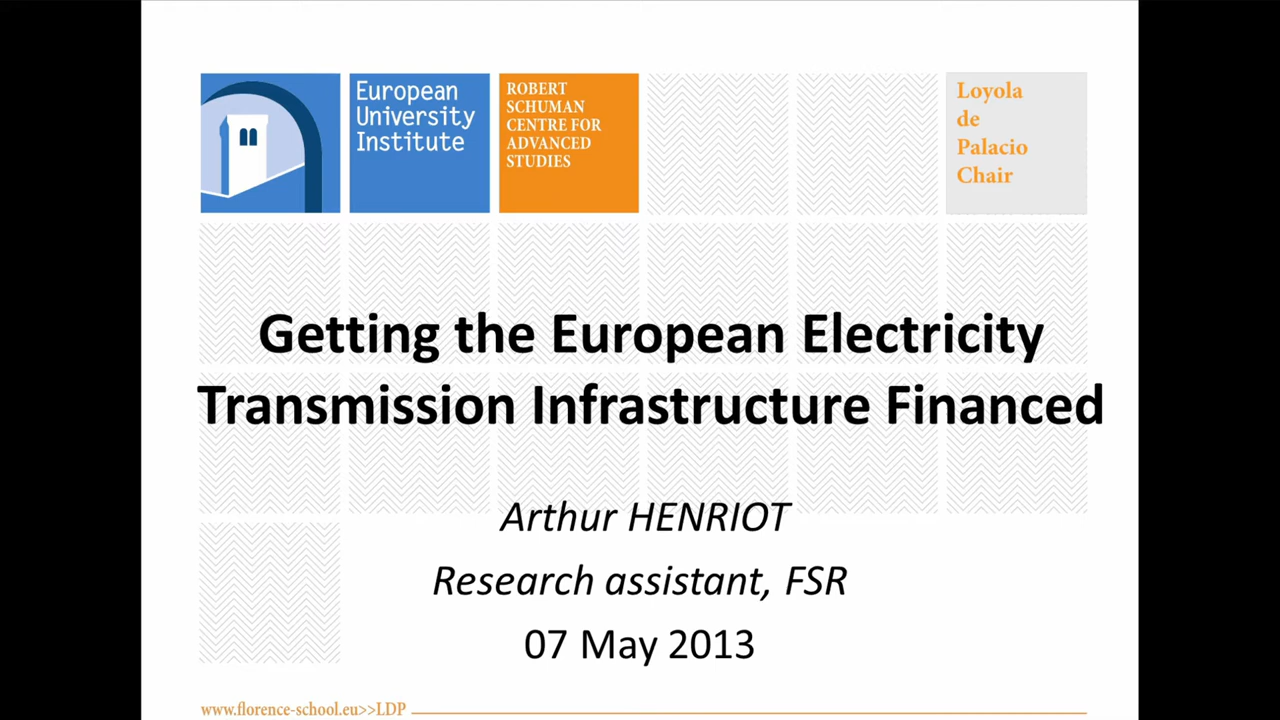 European
University
Institute
ROBERT
SCHUMAN
CENTRE FOR
ADVANCED
STUDIES
Loyola
de
Palacio
Chair
Getting the European Electricity
Transmission Infrastructure Financed
Arthur HENRIOT
Research assistant, FSR
07 May 2013
www.florence-school.eu>>LDP